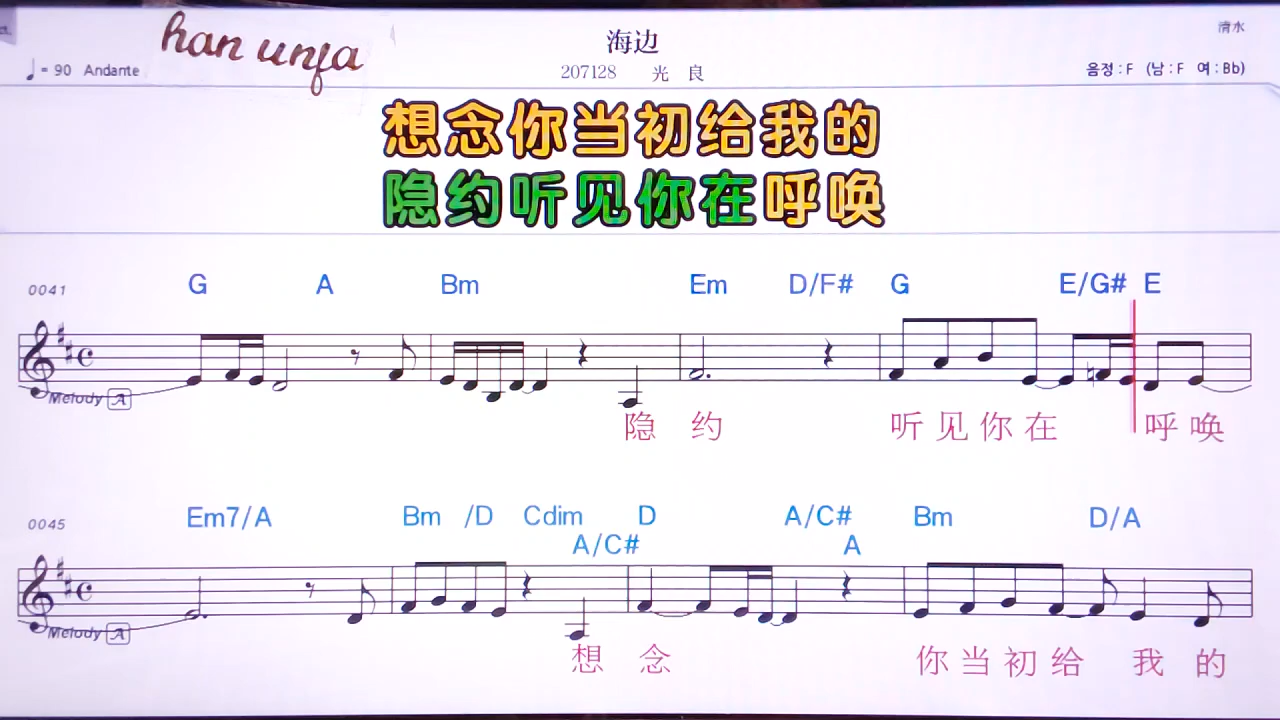 han unfa
海边
清水
♩= 90 Andante
207128 光 良
음정 : F (남 : F 여 : Bb)
想念你当初给我的
隐约听见你在呼唤
0041
G A Bm Em D/F# G E/G# E
Melody A
隐 约 听 见 你 在 呼 唤
0045
Em7/A Bm /D Cdim D A/C# Bm D/A
A/C# A
Melody A
想 念 你 当 初 给 我 的